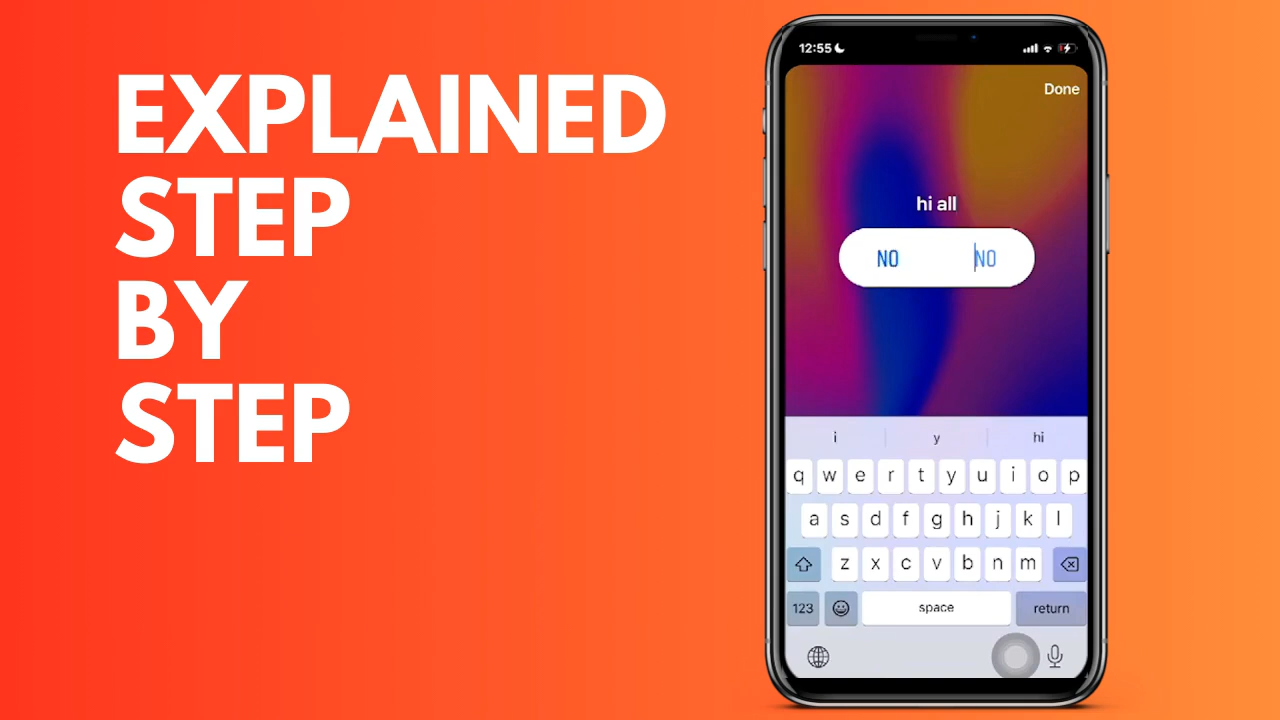 EXPLAINED
STEP
BY
STEP
12:55
Done
hi all
NO NO
i y hi
q w e r t y u i o p
a s d f g h j k l
z x c v b n m
123 space return